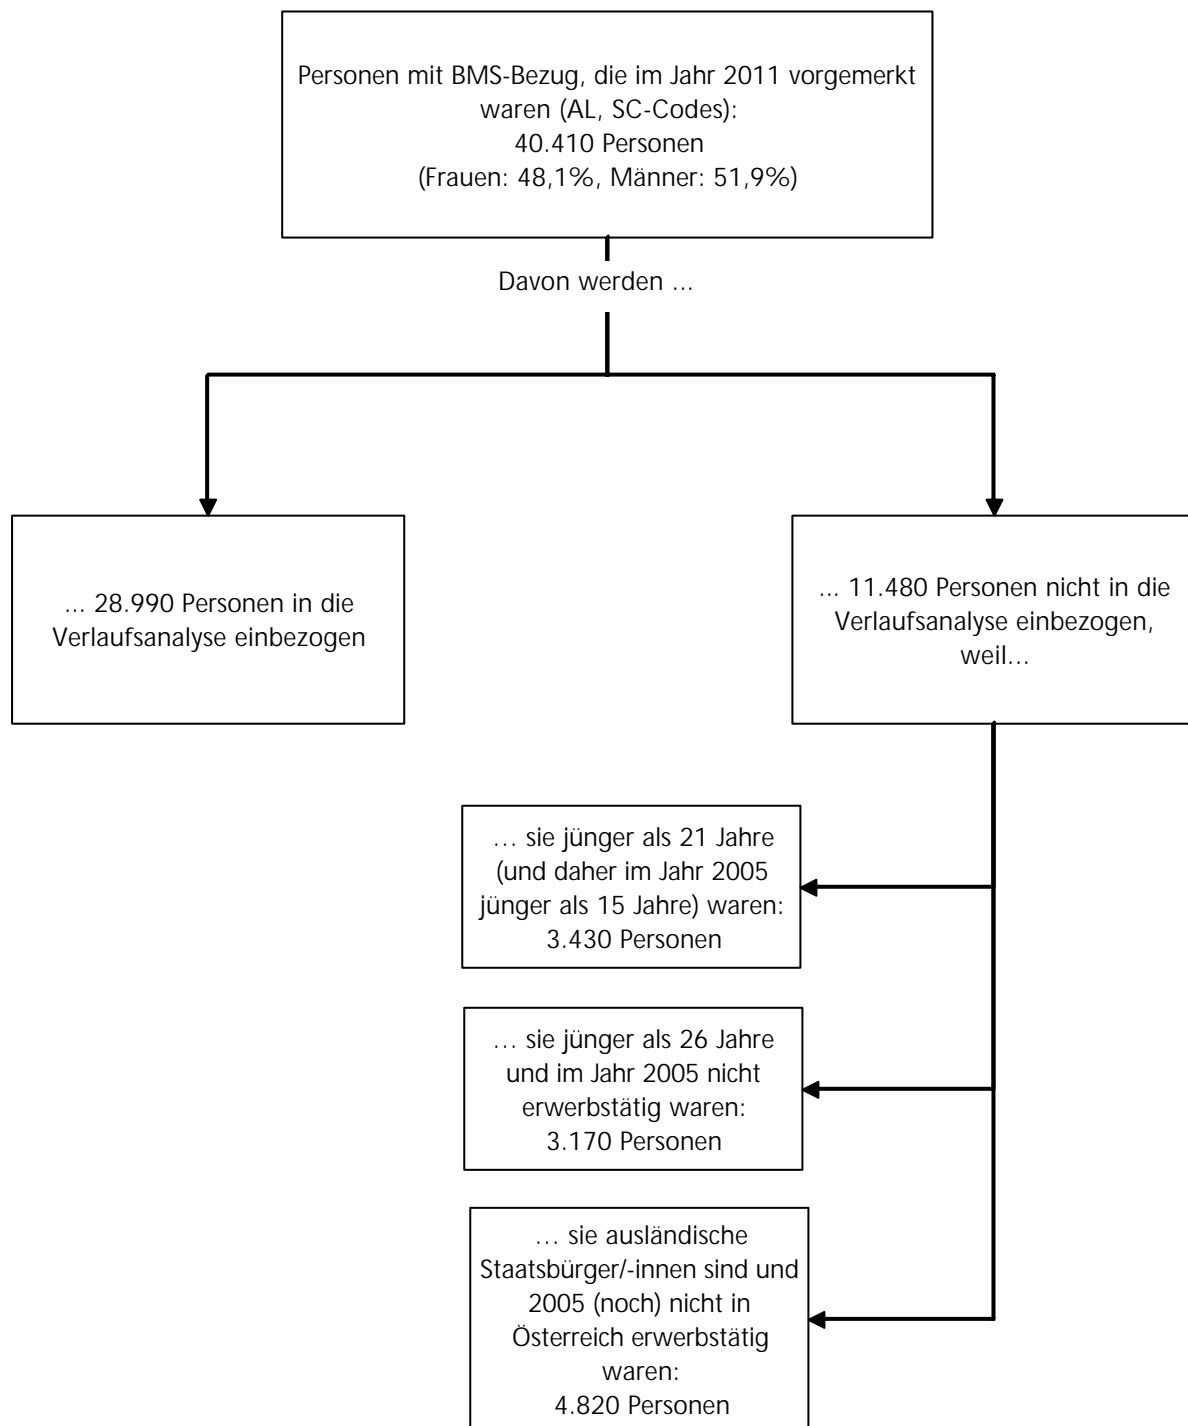 Personen mit BMS-Bezug, die im Jahr 2011 vorgemerkt
waren (AL, SC-Codes):
40.410 Personen
(Frauen: 48,1%, Männer: 51,9%)
Davon werden ...
... 28.990 Personen in die
Verlaufsanalyse einbezogen
... 11.480 Personen nicht in die
Verlaufsanalyse einbezogen,
weil...
... sie jünger als 21 Jahre
(und daher im Jahr 2005
jünger als 15 Jahre) waren:
3.430 Personen
... sie jünger als 26 Jahre
und im Jahr 2005 nicht
erwerbstätig waren:
3.170 Personen
... sie ausländische
Staatsbürger/-innen sind und
2005 (noch) nicht in
Österreich erwerbstätig
waren:
4.820 Personen